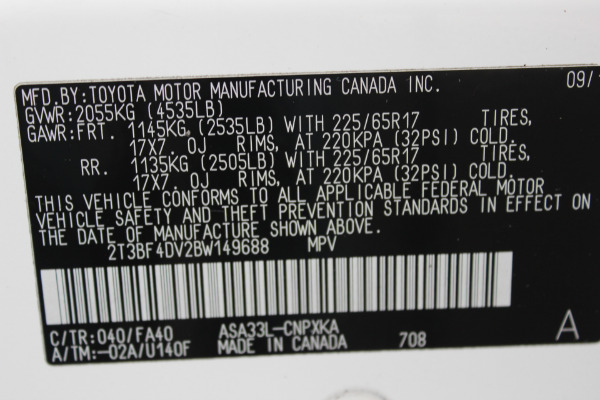 MFD. BY: TOYOTA MOTOR MANUFACTURING CANADA INC. 09/1
GVWR: 2055KG (4535LB)
GAWR: FRT. 1145KG (2535LB) WITH 225/65R17 TIRES,
17X7. 0J RIMS, AT 220KPA (32PSI) COLD.
RR. 1135KG (2505LB) WITH 225/65R17 TIRES,
17X7. 0J RIMS, AT 220KPA (32PSI) COLD.
THIS VEHICLE CONFORMS TO ALL APPLICABLE FEDERAL MOTOR
VEHICLE SAFETY AND THEFT PREVENTION STANDARDS IN EFFECT ON
THE DATE OF MANUFACTURE SHOWN ABOVE.
2T3BF4DV2BW149688 MPV
C/TR: 040/FA40 ASA33L-CNPXKA
A/TM: -02A/U140F MADE IN CANADA 708 A